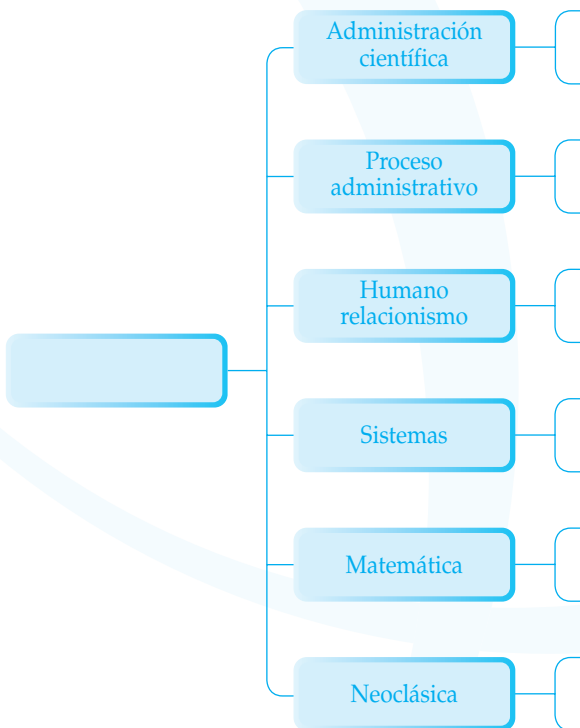 Administración
científica
Proceso
administrativo
Humano
relacionismo
Sistemas
Matemática
Neoclásica